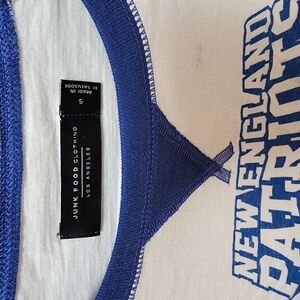 S
MADE IN
EL SALVADOR
JUNK FOOD CLOTHING
LOS ANGELES
NEW ENGLAND
PATRIOTS